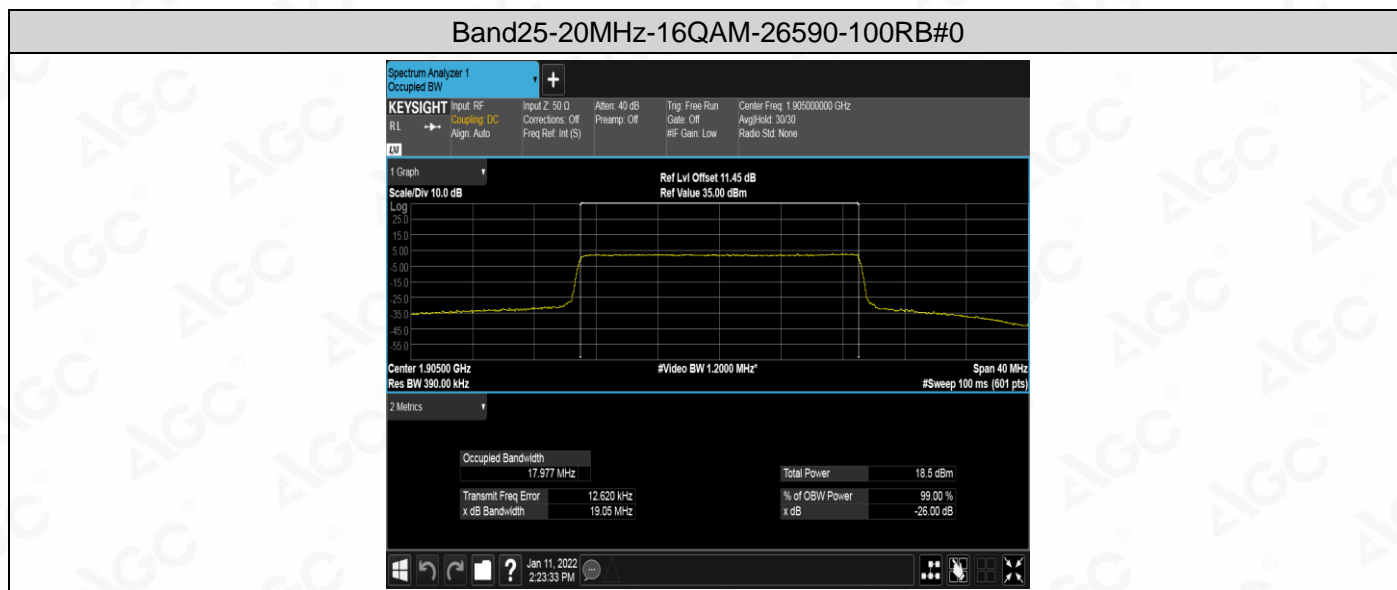 Band25-20MHz-16QAM-26590-100RB#0
Spectrum Analyzer 1
Occupied BW
+
KEYSIGHT Input: RF Input Z: 50 Ω Atten: 40 dB Trig: Free Run Center Freq: 1.905000000 GHz
RL Coupling: DC Corrections: Off Preamp: Off Gate: Off Avg|Hold: 30/30
Align: Auto Freq Ref: Int (S) #IF Gain: Low Radio Std: None
LXI
1 Graph
Ref Lvl Offset 11.45 dB
Scale/Div 10.0 dB Ref Value 35.00 dBm
Log
25.0
15.0
5.00
-5.00
-15.0
-25.0
-35.0
-45.0
-55.0
Center 1.90500 GHz #Video BW 1.2000 MHz* Span 40 MHz
Res BW 390.00 kHz #Sweep 100 ms (601 pts)
2 Metrics
Occupied Bandwidth
17.977 MHz Total Power 18.5 dBm
Transmit Freq Error 12.620 kHz % of OBW Power 99.00 %
x dB Bandwidth 19.05 MHz x dB -26.00 dB
? Jan 11, 2022
2:23:33 PM
AGC